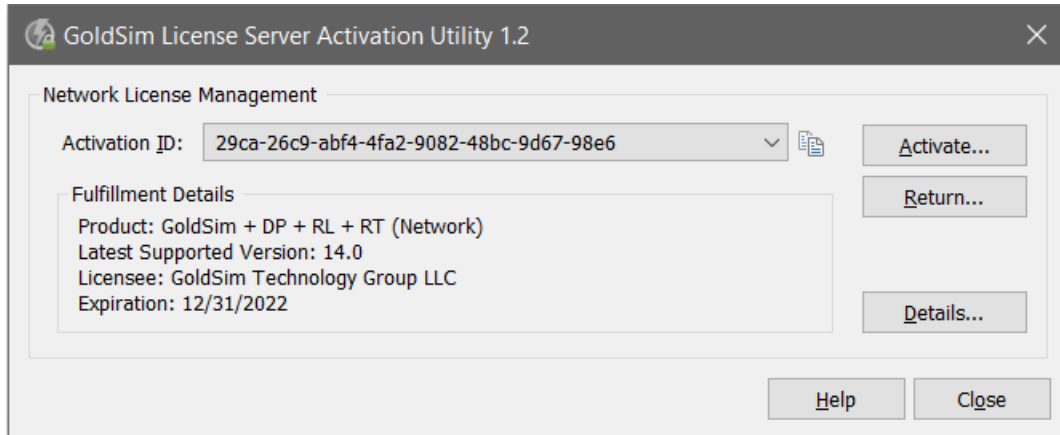 GoldSim License Server Activation Utility 1.2
Network License Management
Activation ID: 29ca-26c9-abf4-4fa2-9082-48bc-9d67-98e6
Activate...
Fulfillment Details
Return...
Product: GoldSim + DP + RL + RT (Network)
Latest Supported Version: 14.0
Licensee: GoldSim Technology Group LLC
Expiration: 12/31/2022
Details...
Help
Close